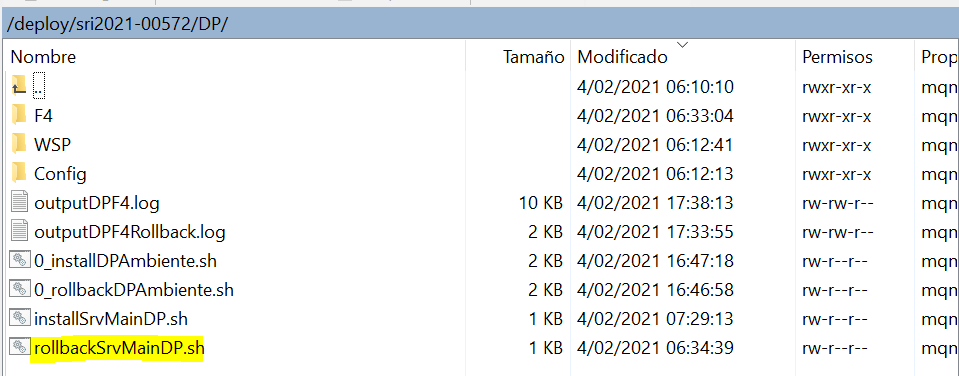 /deploy/sri2021-00572/DP/
Nombre Tamaño Modificado Permisos Prop
.. 4/02/2021 06:10:10 rwxr-xr-x mqn
F4 4/02/2021 06:33:04 rwxr-xr-x mqn
WSP 4/02/2021 06:12:41 rwxr-xr-x mqn
Config 4/02/2021 06:12:13 rwxr-xr-x mqn
outputDPF4.log 10 KB 4/02/2021 17:38:13 rw-rw-r-- mqn
outputDPF4Rollback.log 2 KB 4/02/2021 17:33:55 rw-rw-r-- mqn
0_installDPAmbiente.sh 2 KB 4/02/2021 16:47:18 rw-r--r-- mqn
0_rollbackDPAmbiente.sh 2 KB 4/02/2021 16:46:58 rw-r--r-- mqn
installSrvMainDP.sh 1 KB 4/02/2021 07:29:13 rw-r--r-- mqn
rollbackSrvMainDP.sh 1 KB 4/02/2021 06:34:39 rw-r--r-- mqn